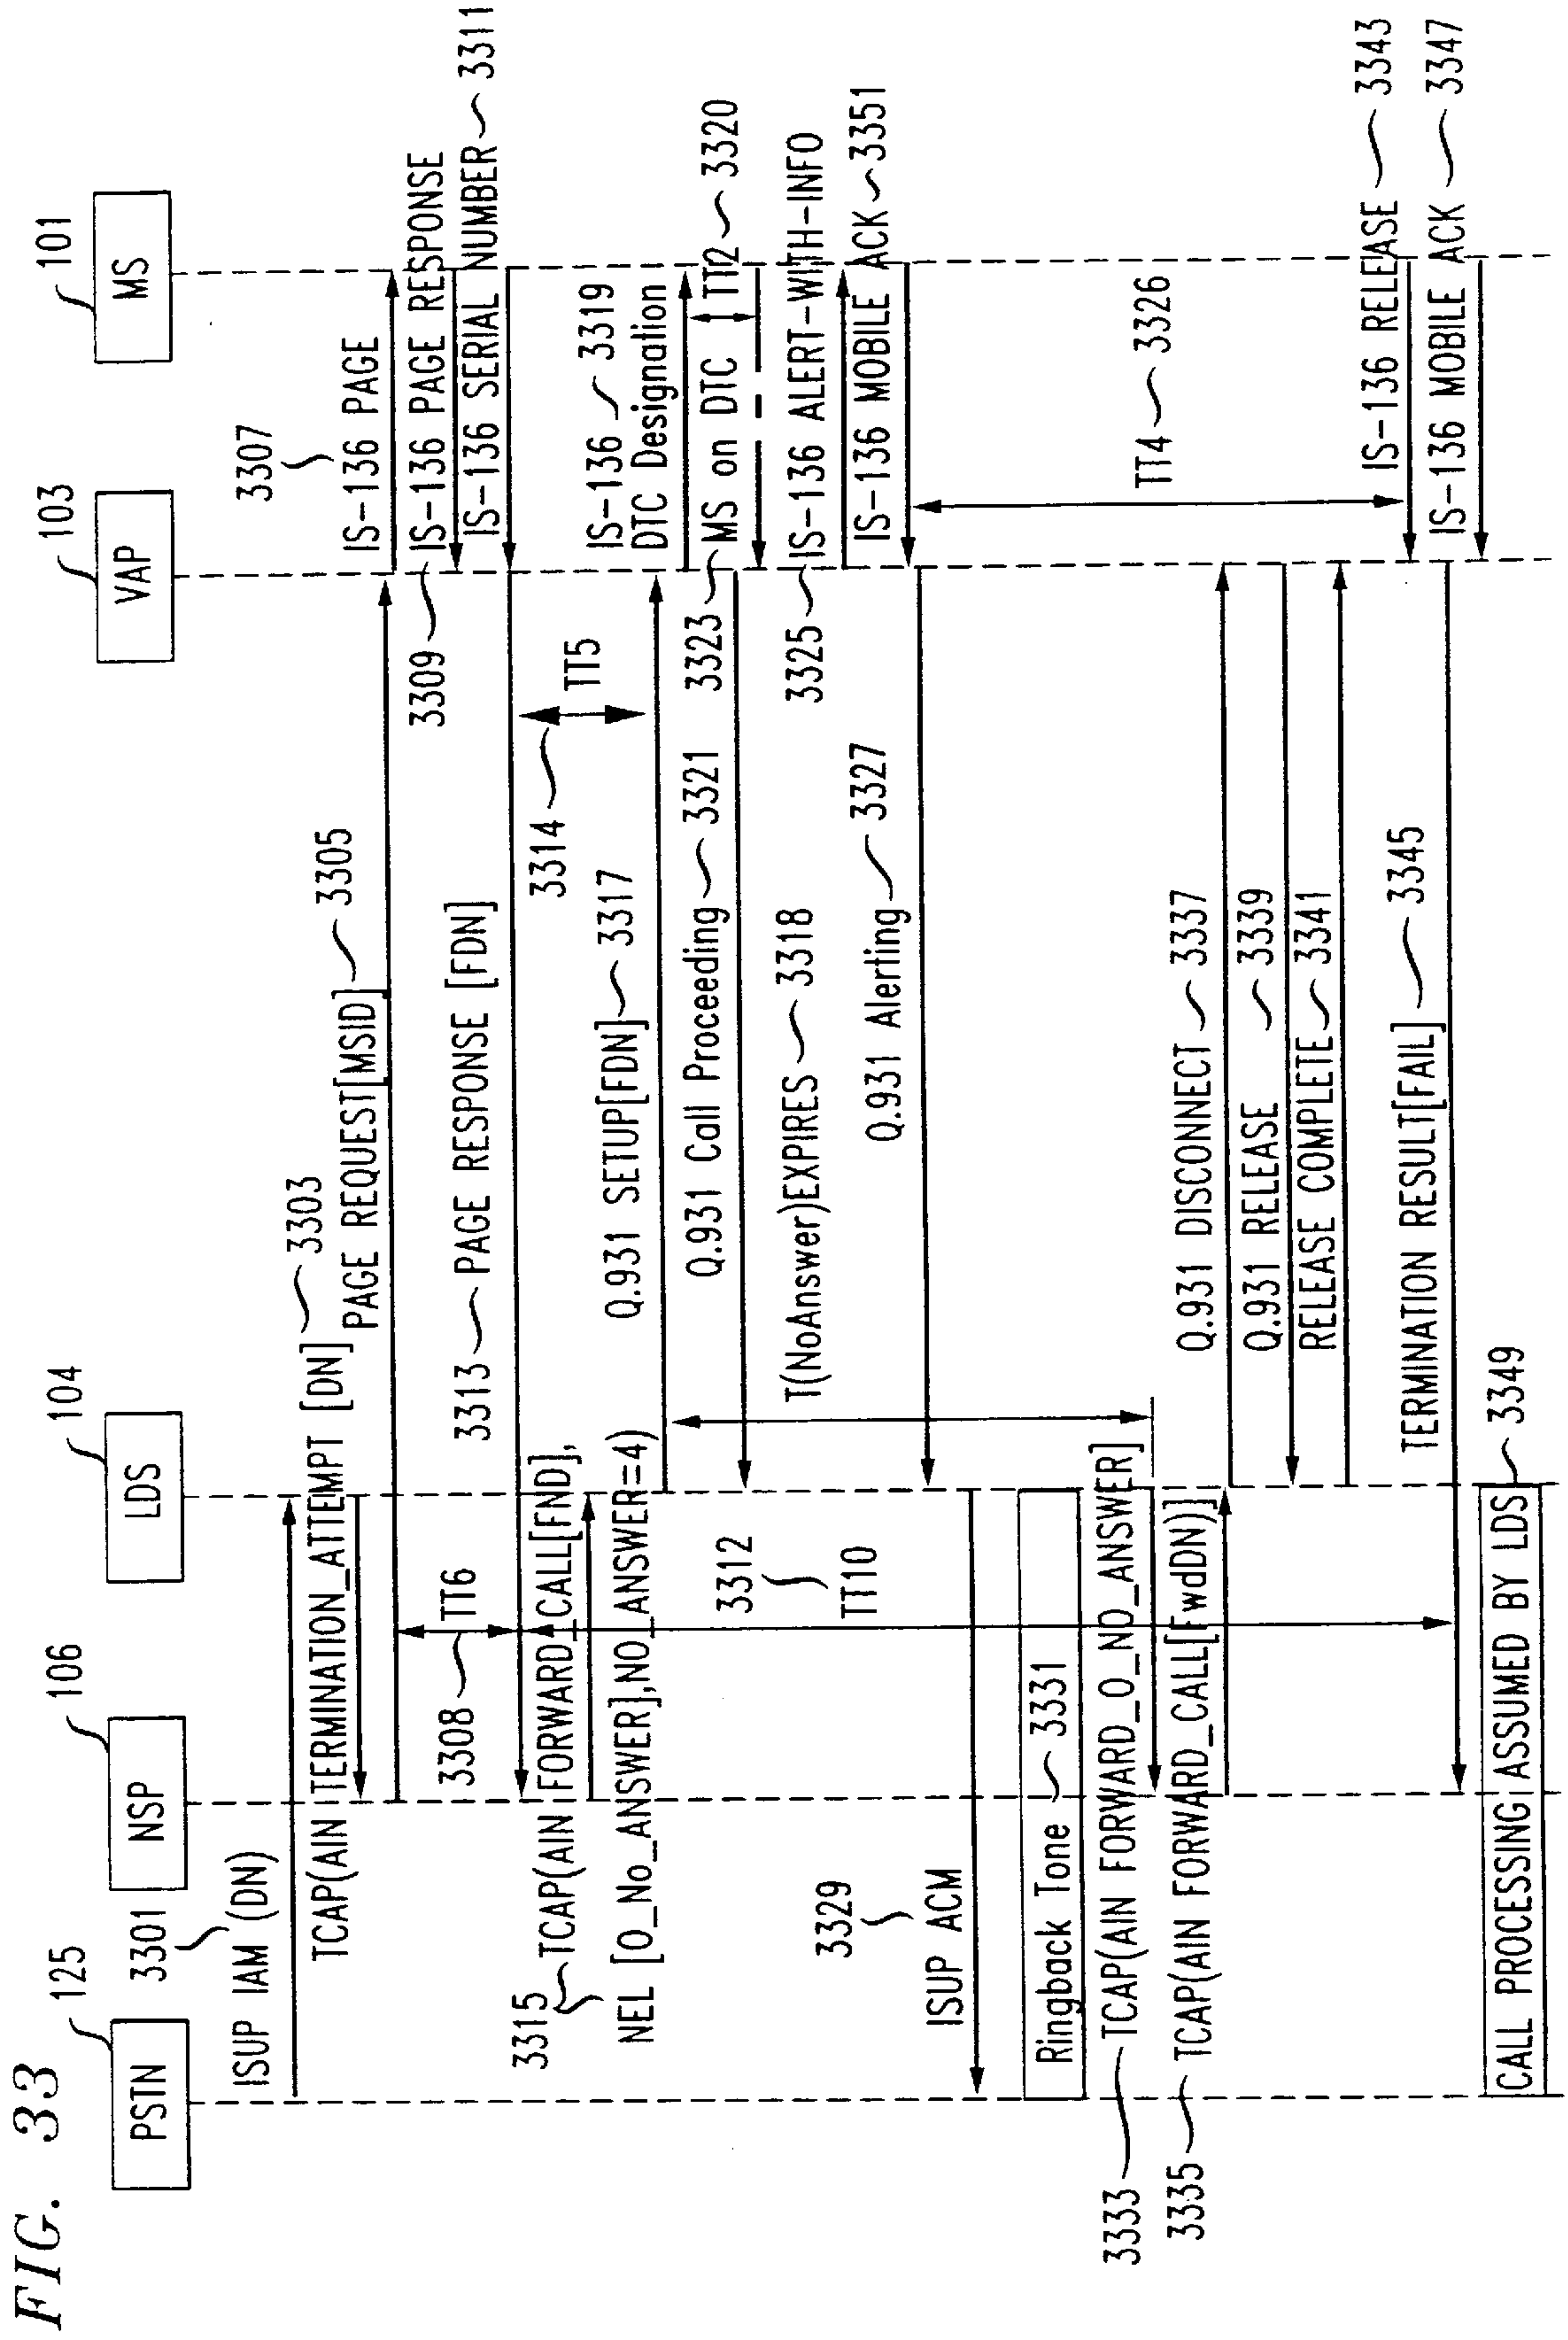 FIG. 33
125
PSTN
106
NSP
104
LDS
103
VAP
101
MS
3301
ISUP IAM (DN)
TCAP(AIN TERMINATION_ATTEMPT [DN]
3303
PAGE REQUEST[MSID]
3305
3307
IS-136 PAGE
3308
TT6
3309
IS-136 PAGE RESPONSE
IS-136 SERIAL NUMBER
3311
3313
PAGE RESPONSE [FDN]
3314
TT5
3315
TCAP(AIN FORWARD_CALL[FND],
NEL [O_No_ANSWER],NO_ANSWER=4)
Q.931 SETUP[FDN]
3317
IS-136
3319
DTC Designation
Q.931 Call Proceeding
3321
3323
MS on DTC
TT2
3320
T(NoAnswer)EXPIRES
3318
3325
IS-136 ALERT-WITH-INFO
IS-136 MOBILE ACK
3351
Q.931 Alerting
3327
3312
TT10
3329
ISUP ACM
Ringback Tone
3331
3333
TCAP(AIN FORWARD_O_NO_ANSWER]
TT4
3326
3335
TCAP(AIN FORWARD_CALL[FwdDN)]
Q.931 DISCONNECT
3337
Q.931 RELEASE
3339
RELEASE COMPLETE
3341
IS-136 RELEASE
3343
TERMINATION RESULT[FAIL]
3345
IS-136 MOBILE ACK
3347
CALL PROCESSING ASSUMED BY LDS
3349